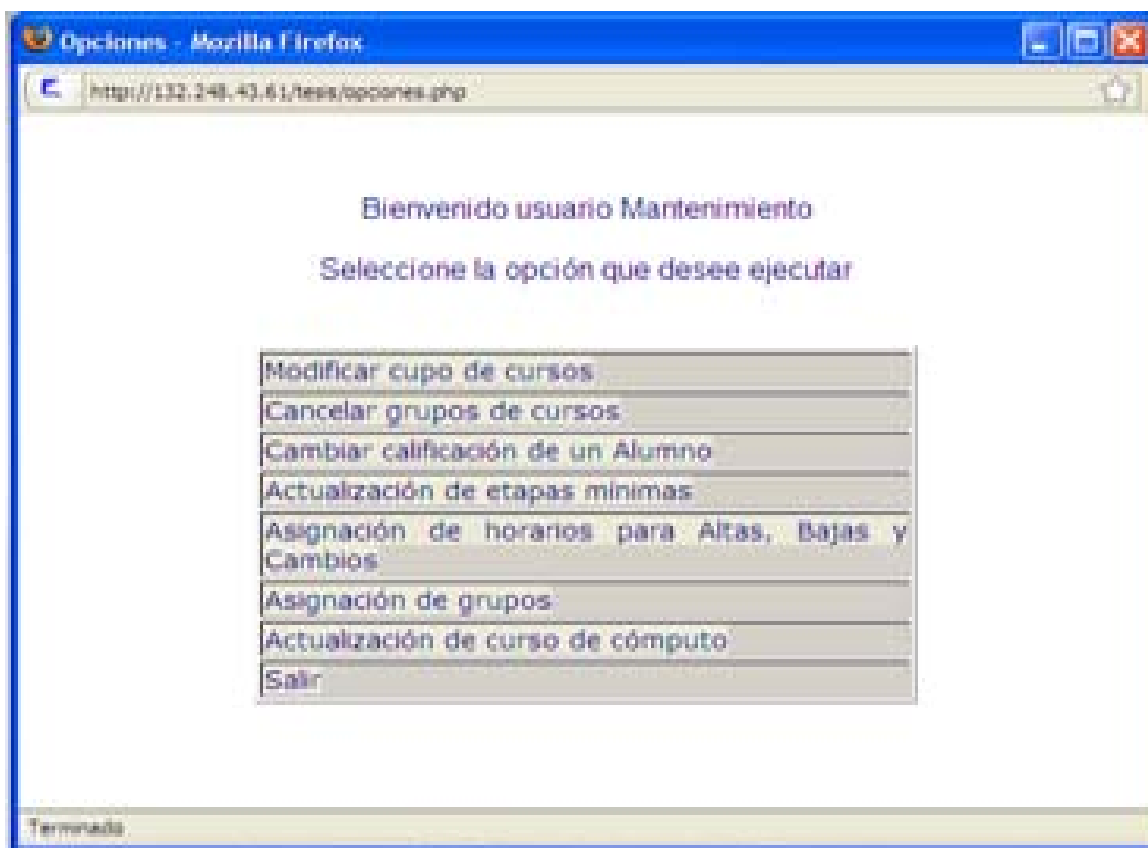 Opciones - Mozilla Firefox
http://132.248.43.61/tesis/opciones.php
Bienvenido usuario Mantenimiento
Seleccione la opción que desee ejecutar
Modificar cupo de cursos
Cancelar grupos de cursos
Cambiar calificación de un Alumno
Actualización de etapas mínimas
Asignación de horarios para Altas, Bajas y
Cambios
Asignación de grupos
Actualización de curso de cómputo
Salir
Terminado